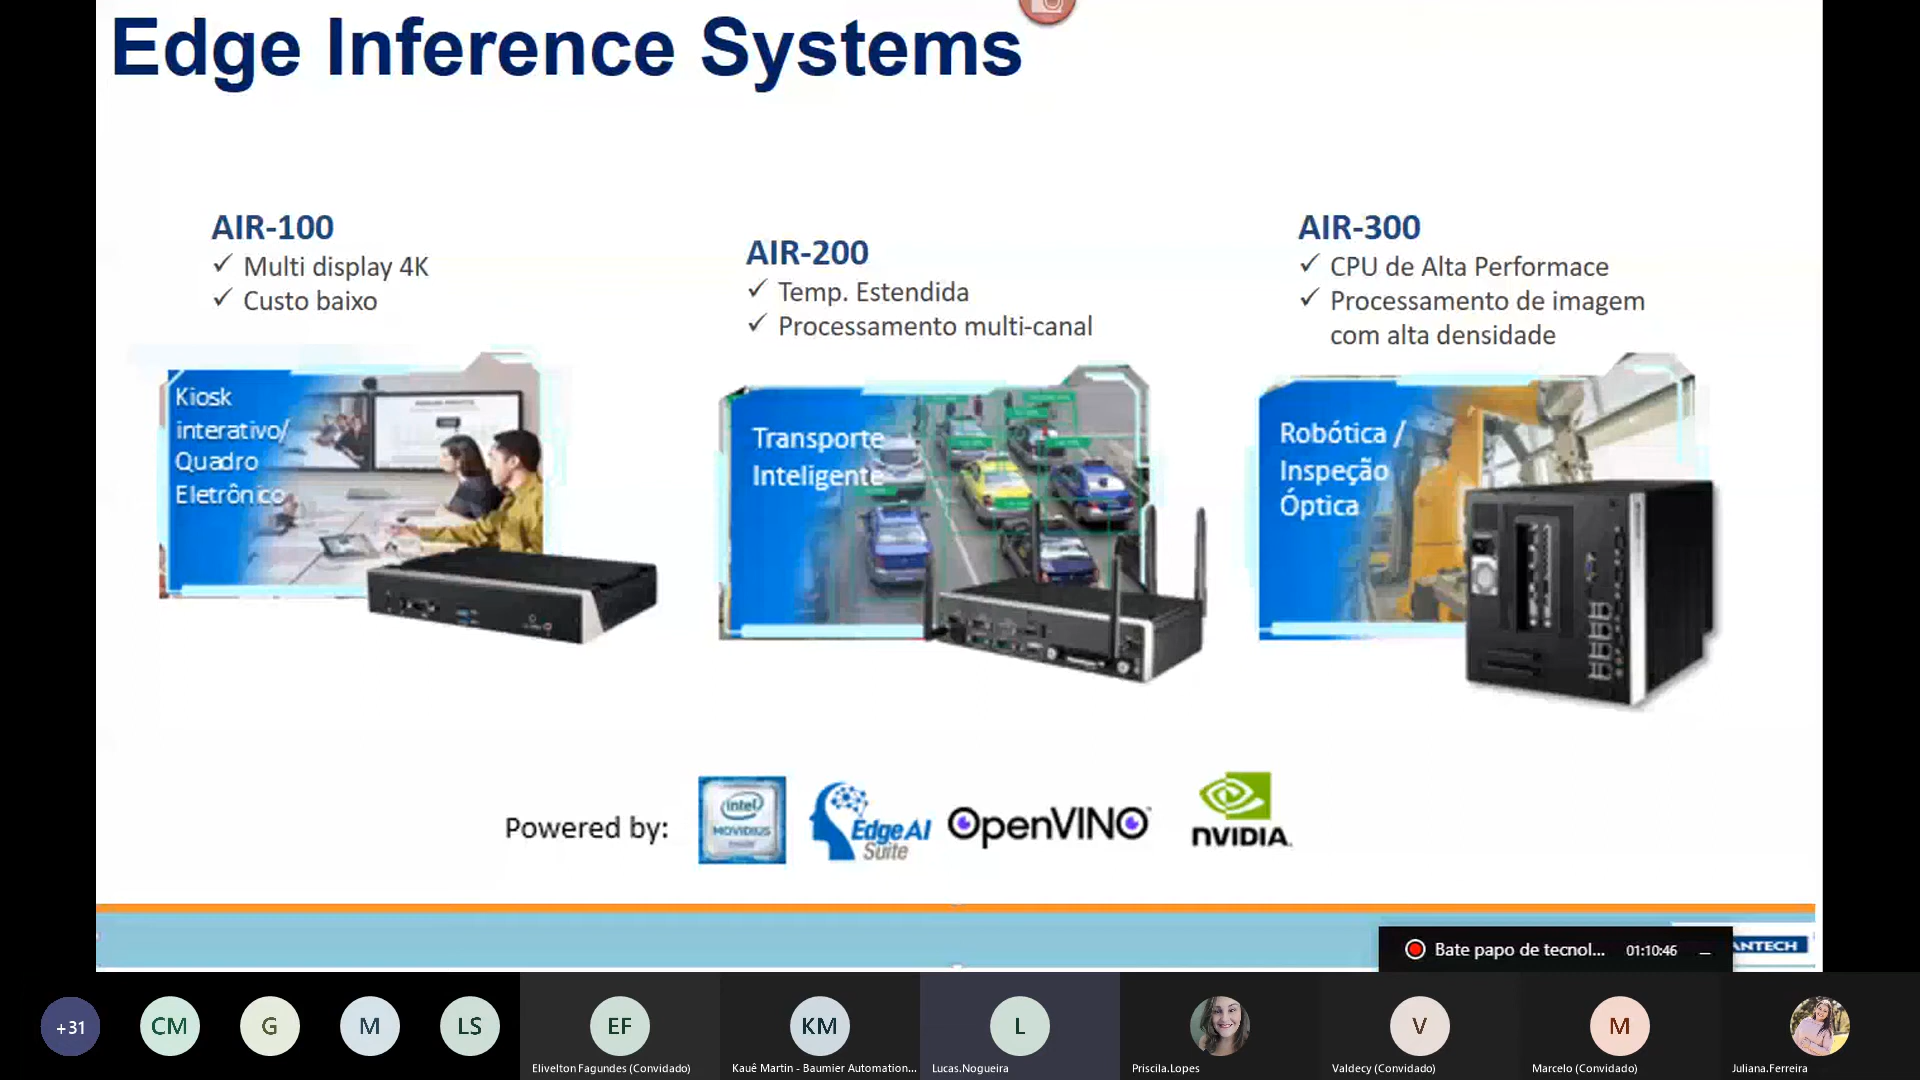 Edge Inference Systems
AIR-100
✓ Multi display 4K
✓ Custo baixo
AIR-200
✓ Temp. Estendida
✓ Processamento multi-canal
AIR-300
✓ CPU de Alta Performace
✓ Processamento de imagem
com alta densidade
Kiosk
interativo/
Quadro
Eletrônico
Transporte
Inteligente
Robótica /
Inspeção
Óptica
Powered by:
intel
MOVIDIUS
inside
Edge AI
Suite
OpenVINO
NVIDIA.
Bate papo de tecnol... 01:10:46
ANTECH
+31
CM
G
M
LS
EF
KM
L
V
M
Elivelton Fagundes (Convidado)
Kauê Martin - Baumier Automation...
Lucas.Nogueira
Priscila.Lopes
Valdecy (Convidado)
Marcelo (Convidado)
Juliana.Ferreira